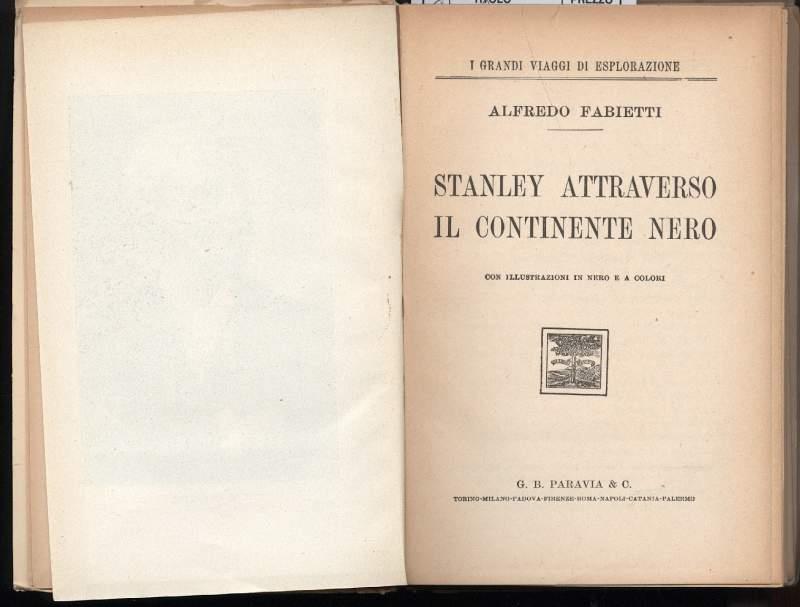 PREZZO
I GRANDI VIAGGI DI ESPLORAZIONE
ALFREDO FABIETTI
STANLEY ATTRAVERSO
IL CONTINENTE NERO
CON ILLUSTRAZIONI IN NERO E A COLORI
G. B. PARAVIA & C.
TORINO-MILANO-PADOVA-FIRENZE-ROMA-NAPOLI-CATANIA-PALERMO